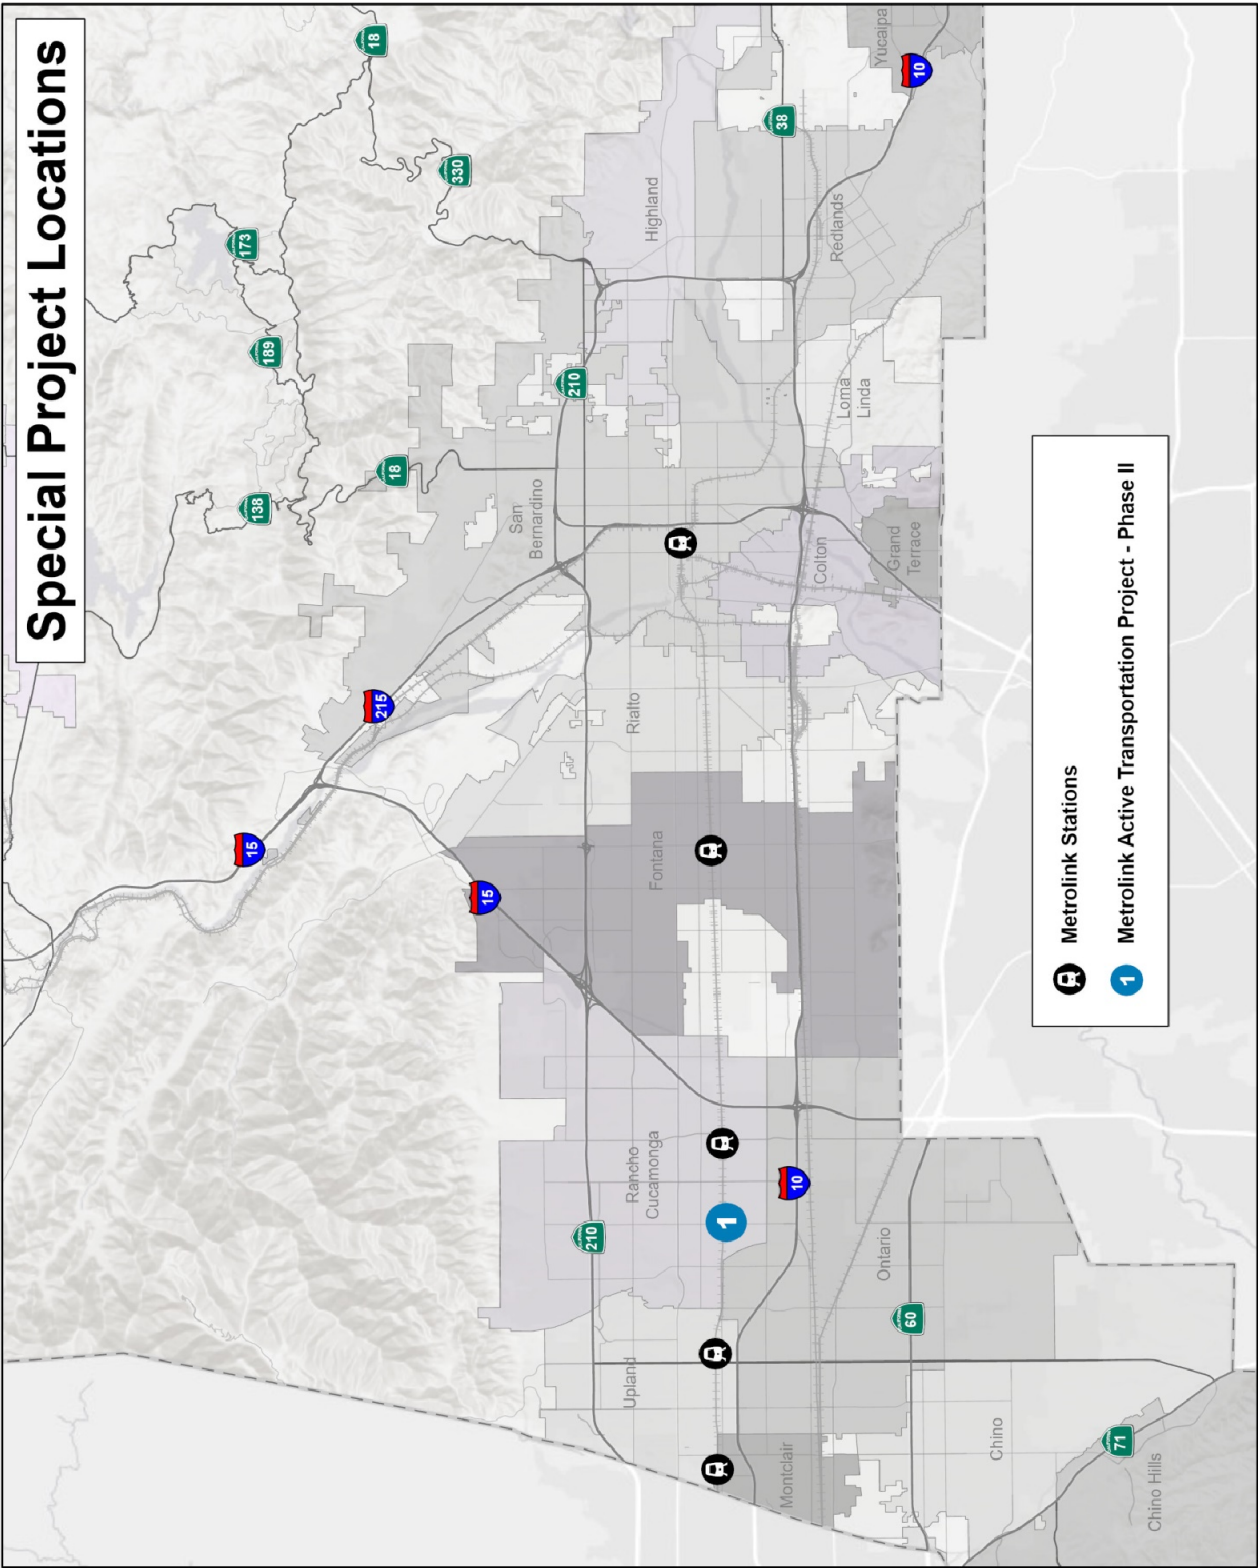 Special Project Locations
18
173
189
138
18
330
215
15
15
210
210
38
10
10
60
71
Yucaipa
Highland
Redlands
Loma
Linda
San
Bernardino
Colton
Grand
Terrace
Rialto
Fontana
Rancho
Cucamonga
1
Ontario
Upland
Montclair
Chino
Chino Hills
Metrolink Stations
1
Metrolink Active Transportation Project - Phase II